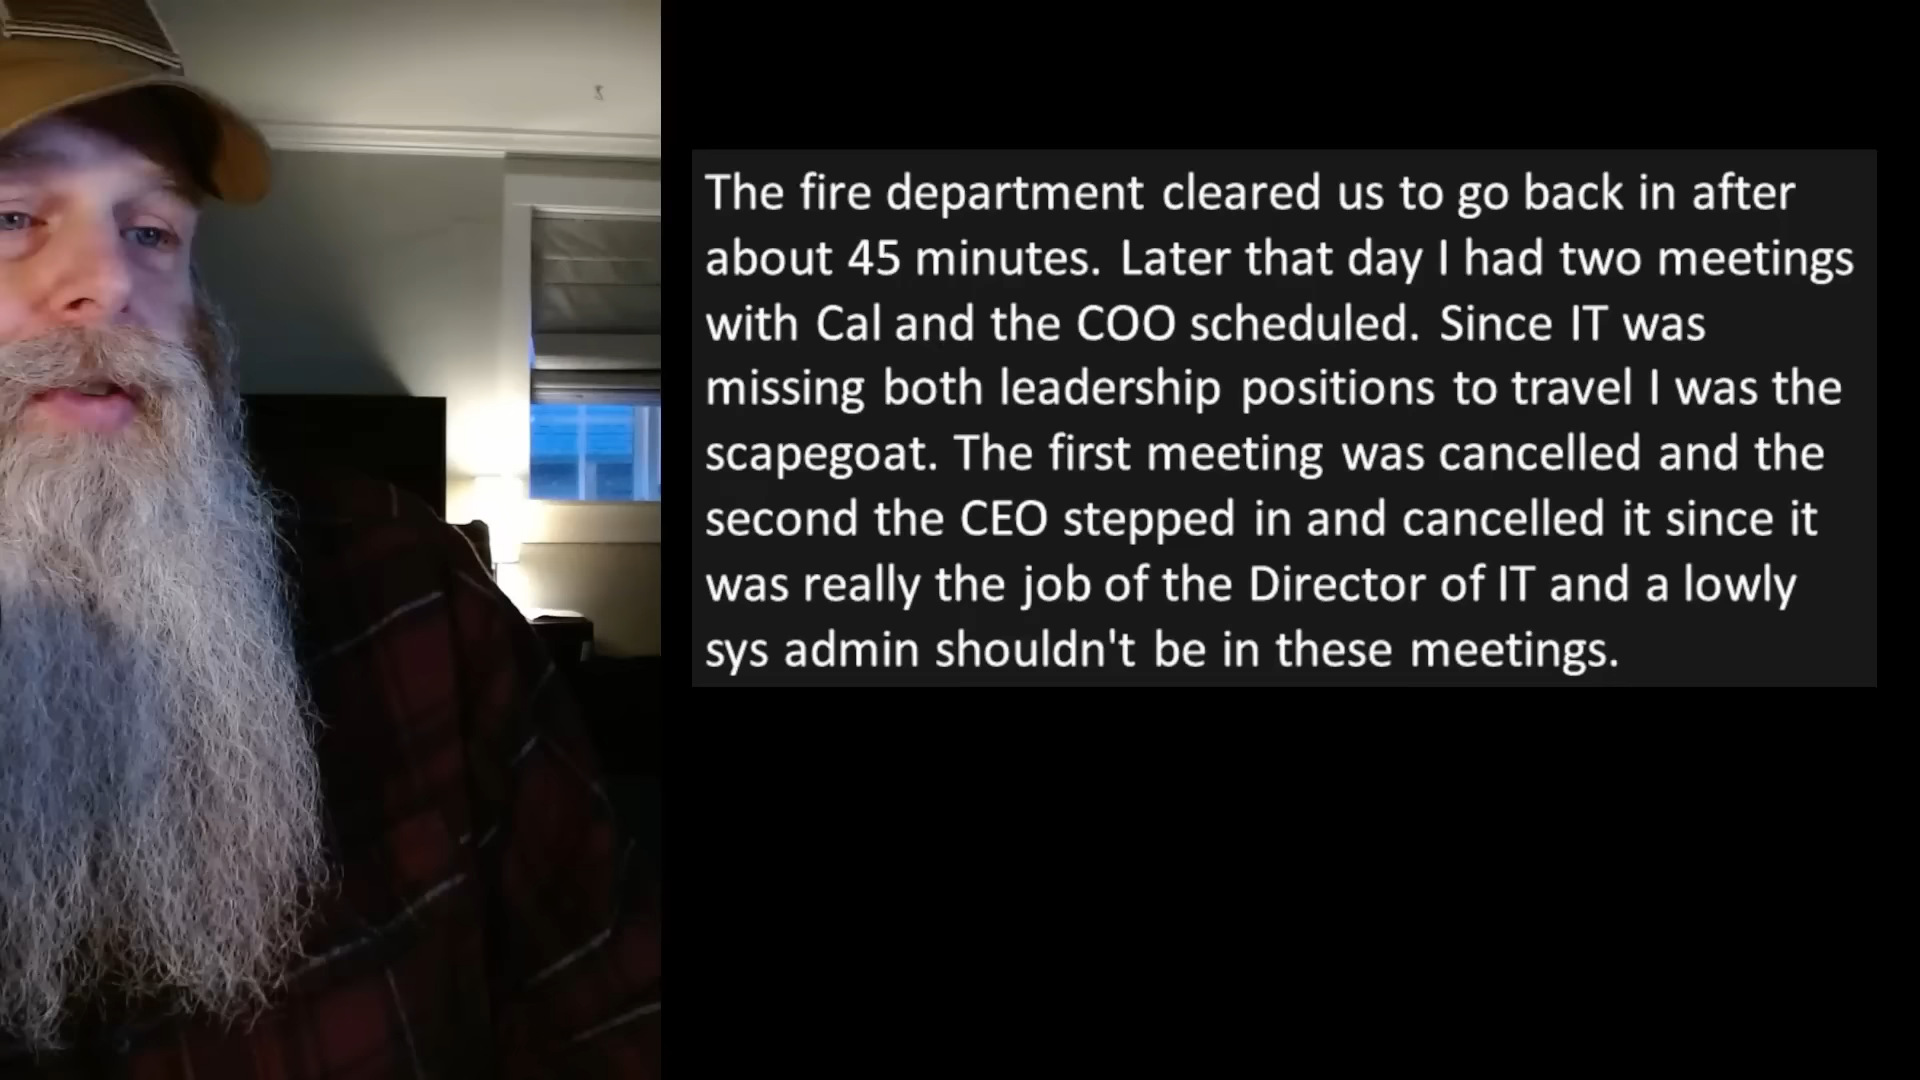 The fire department cleared us to go back in after
about 45 minutes. Later that day I had two meetings
with Cal and the COO scheduled. Since IT was
missing both leadership positions to travel I was the
scapegoat. The first meeting was cancelled and the
second the CEO stepped in and cancelled it since it
was really the job of the Director of IT and a lowly
sys admin shouldn't be in these meetings.